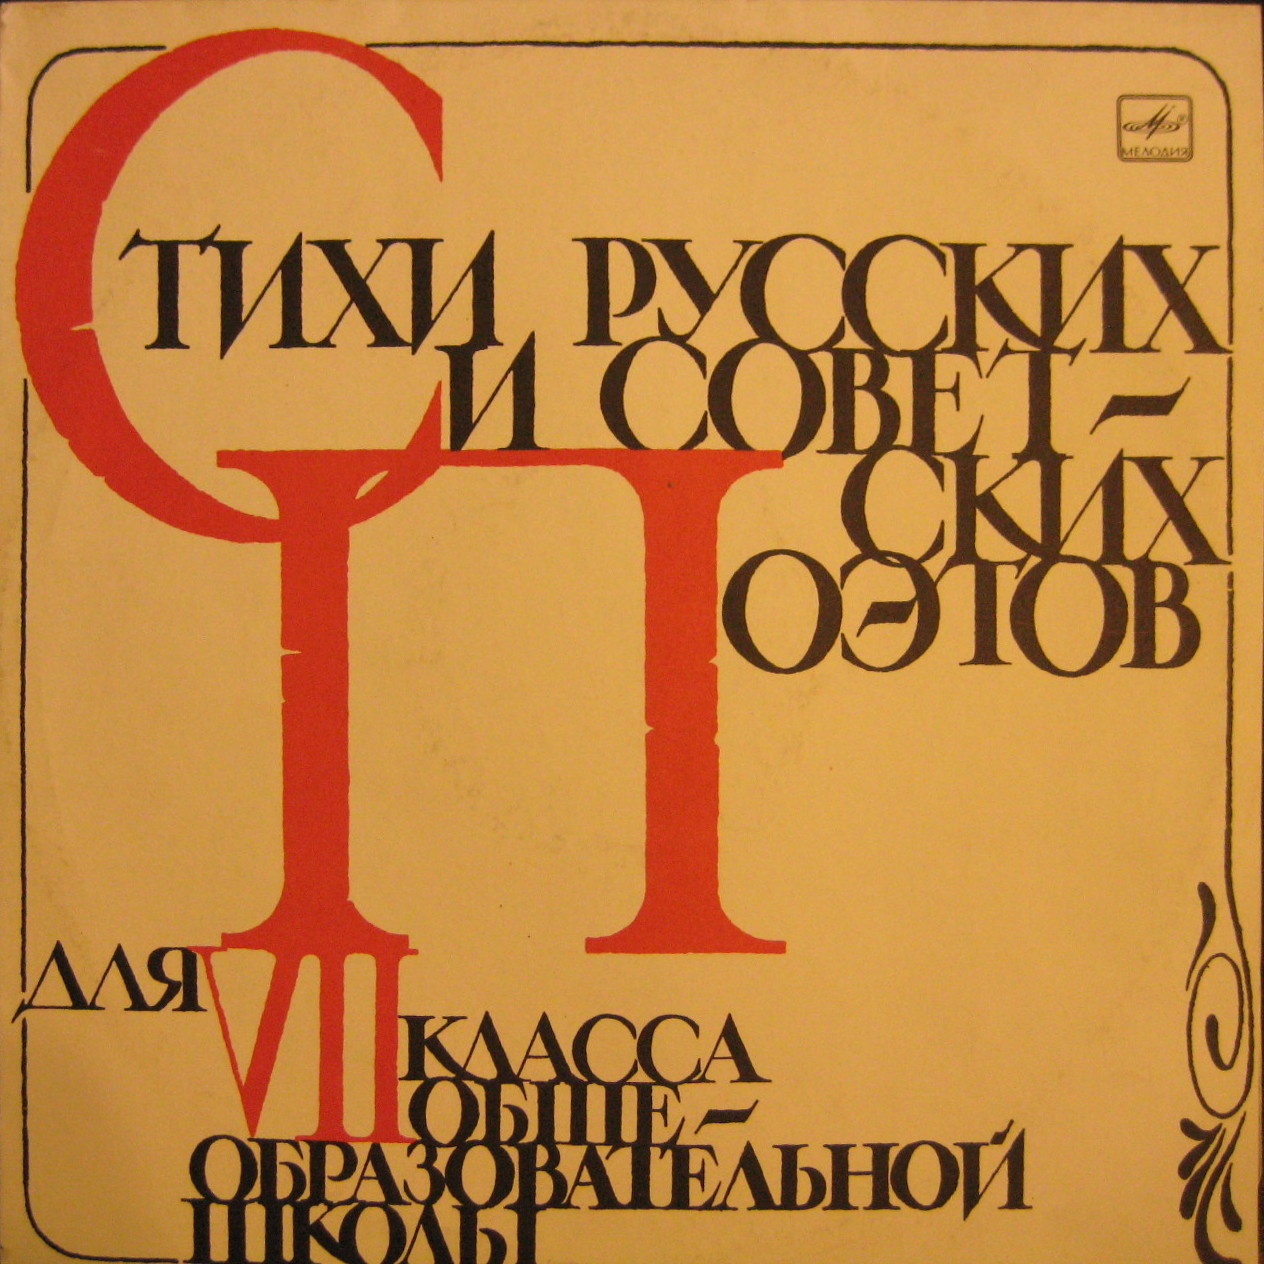 МЕЛОДИЯ
СТИХИ РУССКИХ
И СОВЕТ-
СКИХ
ПОЭТОВ
ДЛЯ VII
КЛАССА
ОБЩЕ-
ОБРАЗОВАТЕЛЬНОЙ
ШКОЛЫ